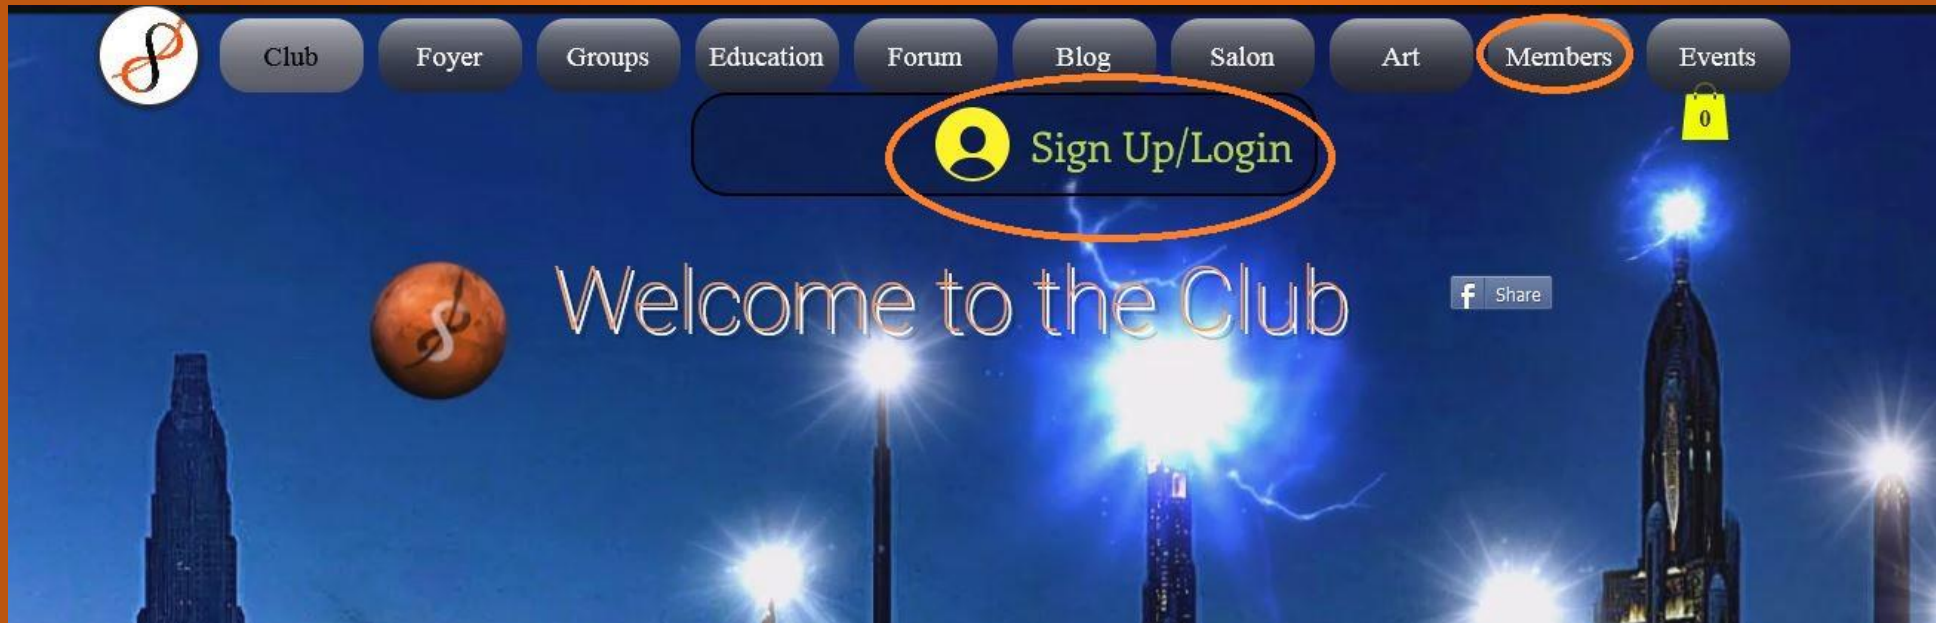 Club Foyer Groups Education Forum Blog Salon Art Members Events
0
Sign Up/Login
Welcome to the Club
f Share